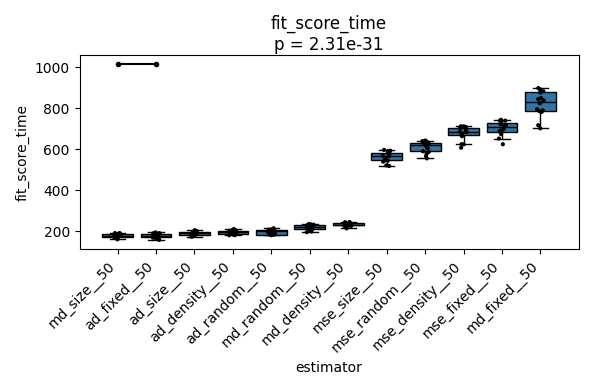 fit_score_time
p = 2.31e-31
fit_score_time
1000
800
600
400
200
md_size__50
ad_fixed__50
ad_size__50
ad_density__50
ad_random__50
md_random__50
md_density__50
mse_size__50
mse_random__50
mse_density__50
mse_fixed__50
md_fixed__50
estimator